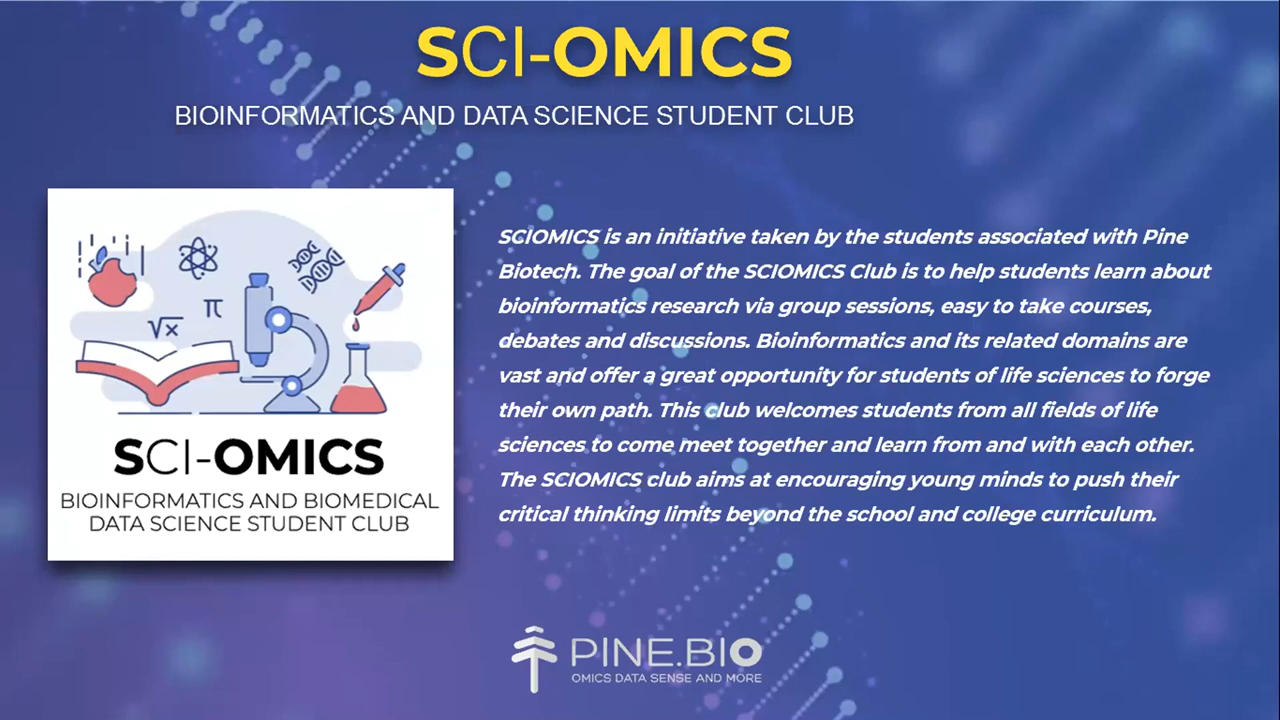 SCI-OMICS
BIOINFORMATICS AND DATA SCIENCE STUDENT CLUB
√x
π
SCI-OMICS
BIOINFORMATICS AND BIOMEDICAL
DATA SCIENCE STUDENT CLUB
SCIOMICS is an initiative taken by the students associated with Pine
Biotech. The goal of the SCIOMICS Club is to help students learn about
bioinformatics research via group sessions, easy to take courses,
debates and discussions. Bioinformatics and its related domains are
vast and offer a great opportunity for students of life sciences to forge
their own path. This club welcomes students from all fields of life
sciences to come meet together and learn from and with each other.
The SCIOMICS club aims at encouraging young minds to push their
critical thinking limits beyond the school and college curriculum.
PINE.BIO
OMICS DATA SENSE AND MORE